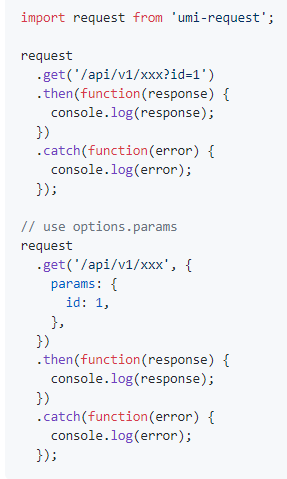 import request from 'umi-request';

request
  .get('/api/v1/xxx?id=1')
  .then(function(response) {
    console.log(response);
  })
  .catch(function(error) {
    console.log(error);
  });

// use options.params
request
  .get('/api/v1/xxx', {
    params: {
      id: 1,
    },
  })
  .then(function(response) {
    console.log(response);
  })
  .catch(function(error) {
    console.log(error);
  });